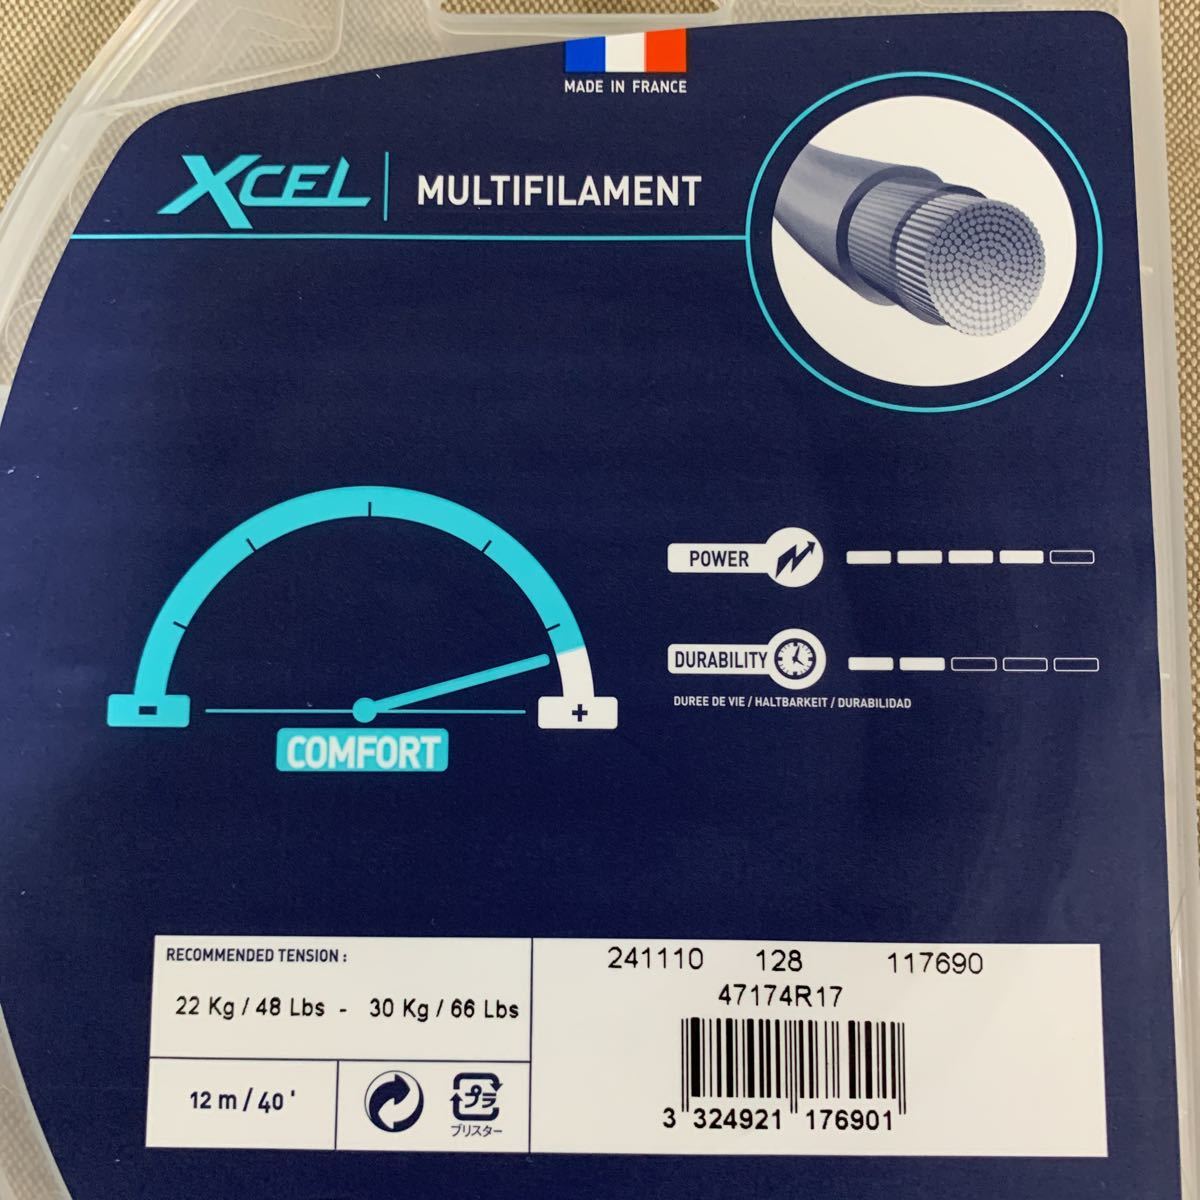 MADE IN FRANCE
XCEL
MULTIFILAMENT
POWER
DURABILITY
DUREE DE VIE / HALTBARKEIT / DURABILIDAD
- +
COMFORT
RECOMMENDED TENSION :
22 Kg / 48 Lbs - 30 Kg / 66 Lbs
12 m / 40 '
プラ
ブリスター
241110 128 117690
47174R17
3 324921 176901